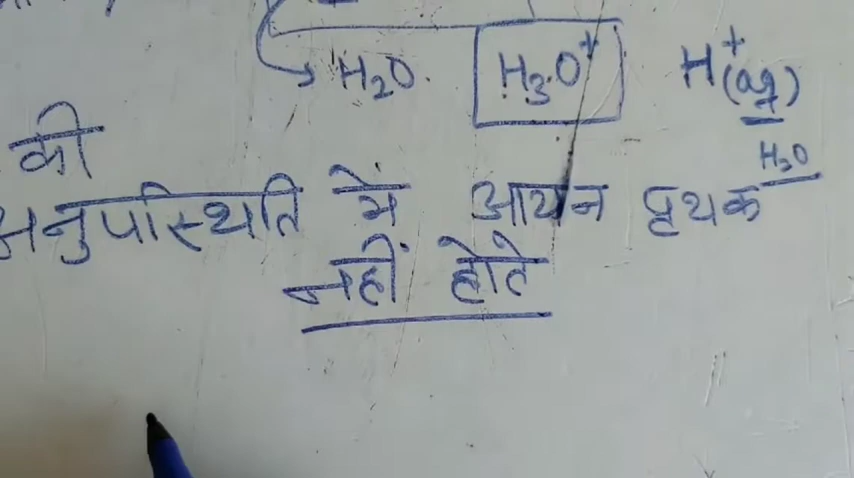 H₂O. H₃O⁺ H⁺(aq)
H₂O
की
अनुपस्थिति में आयन पृथक
नहीं होते